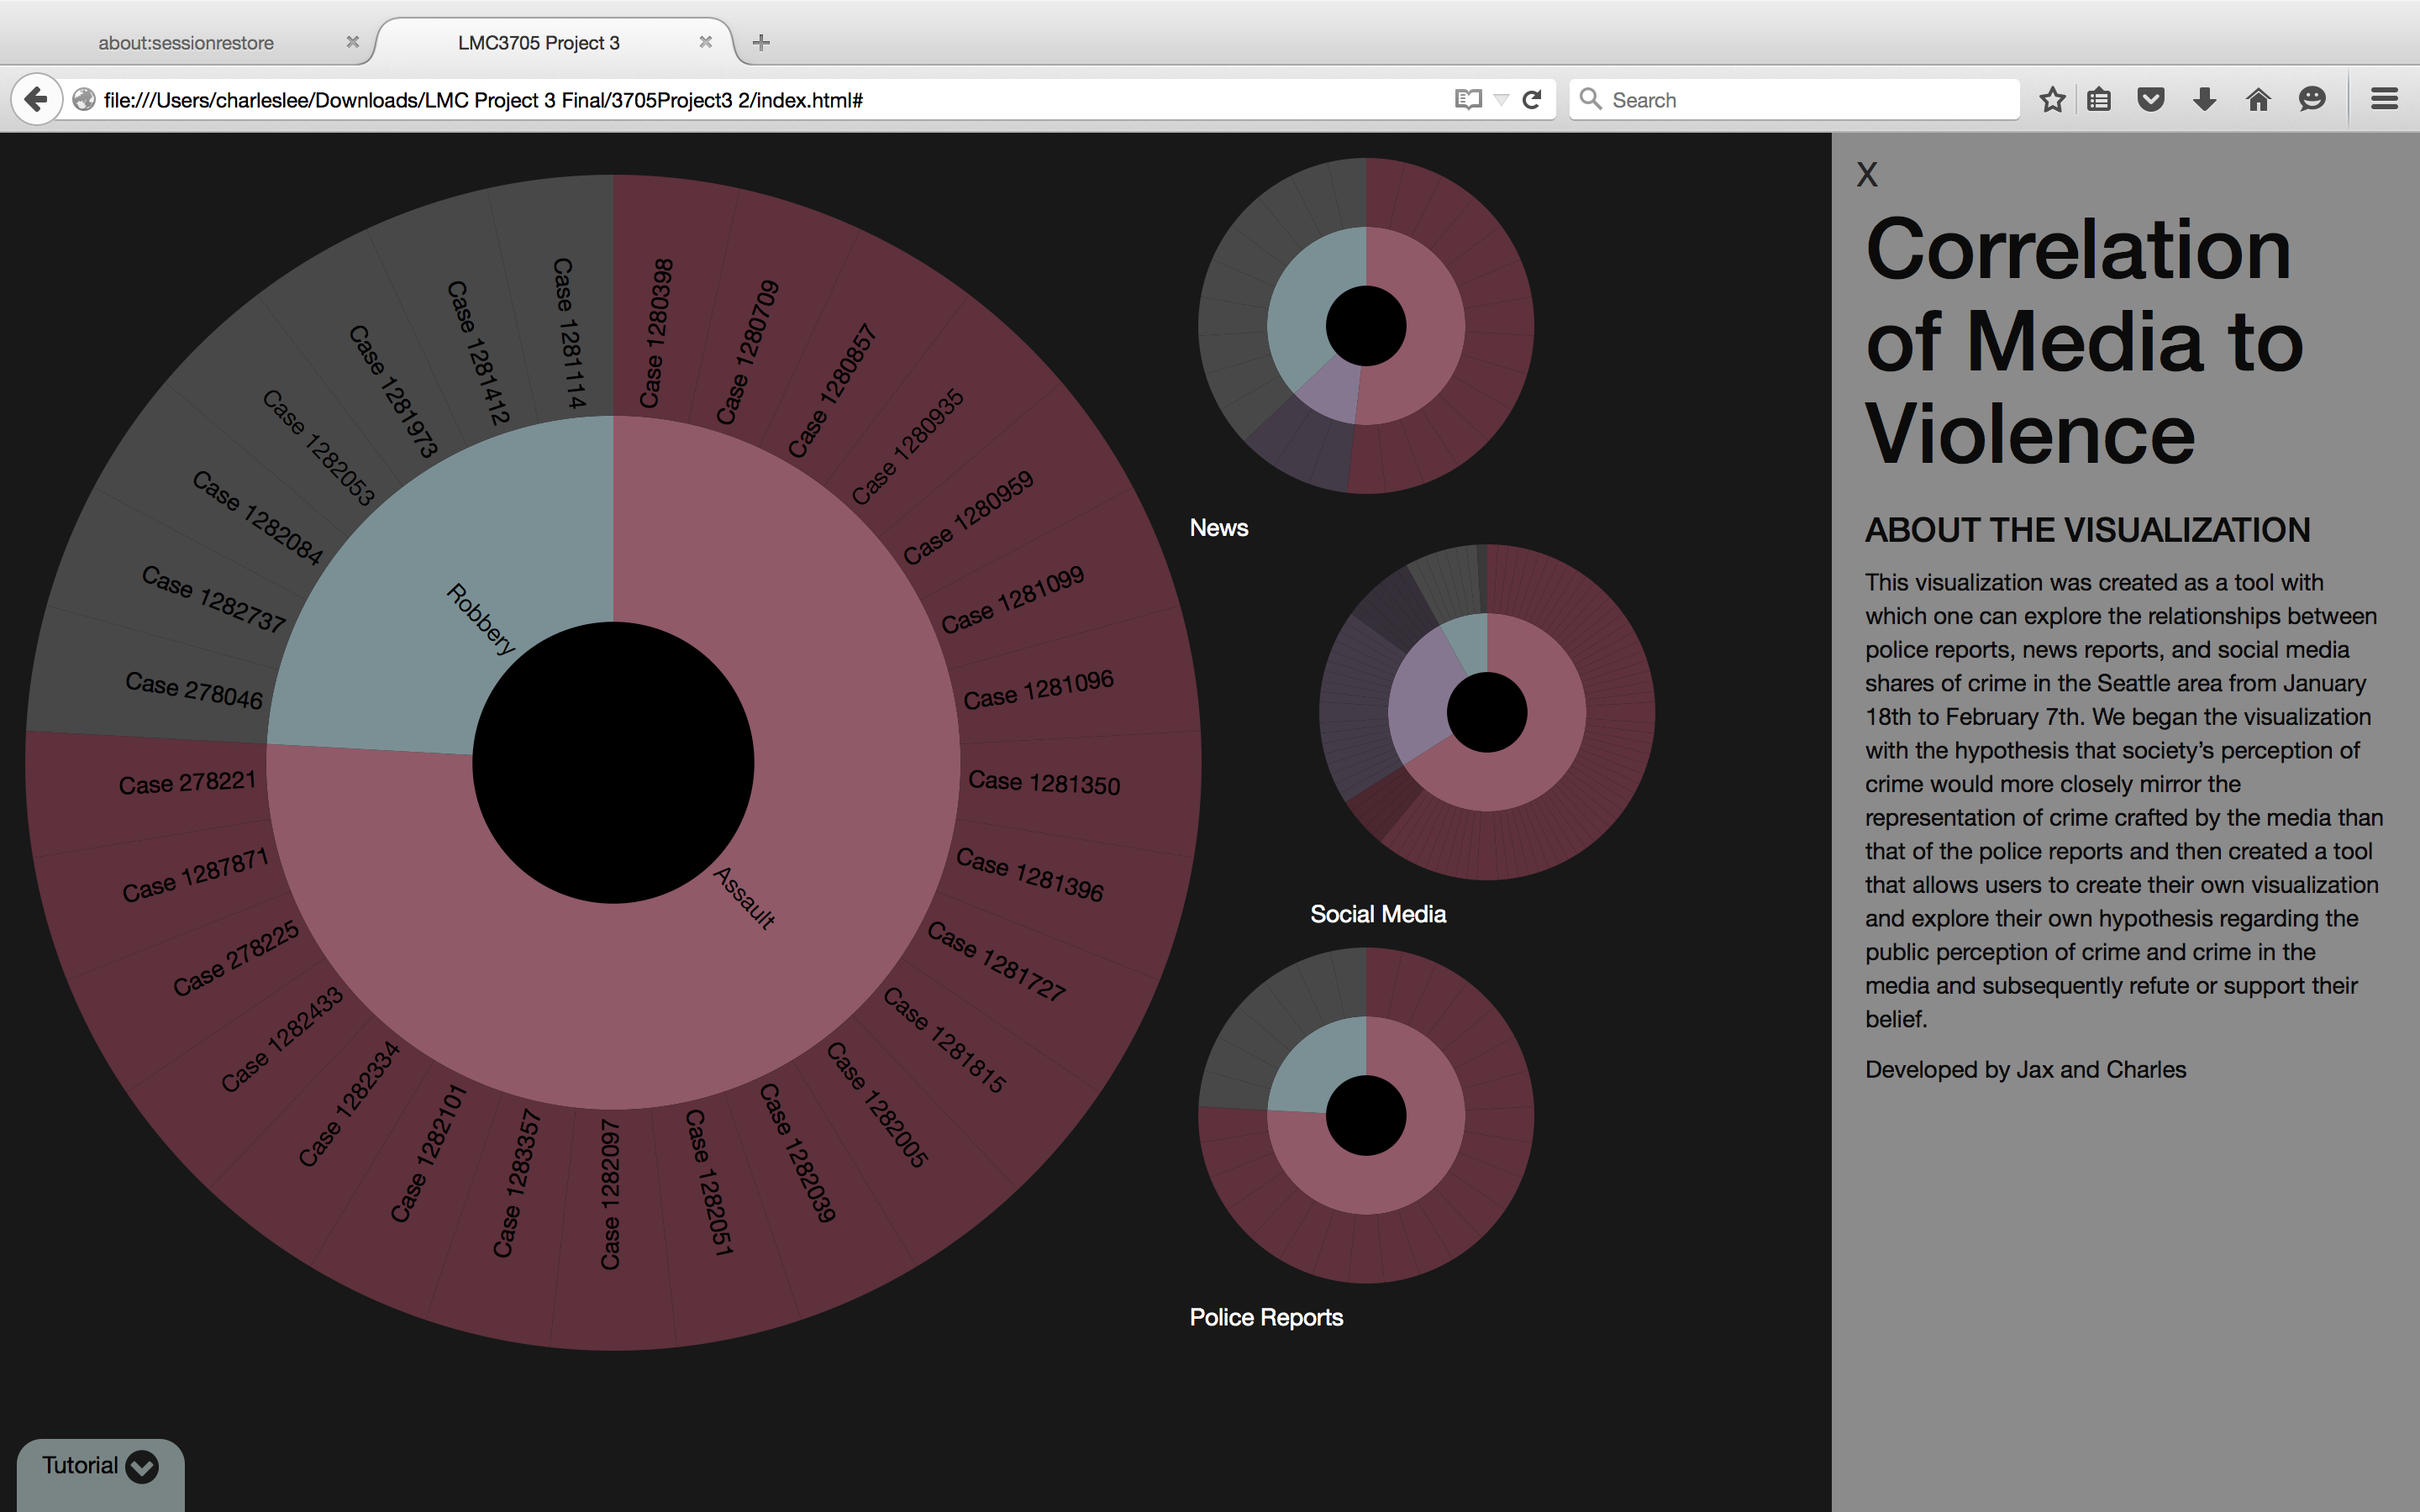 about:sessionrestore
LMC3705 Project 3
file:///Users/charleslee/Downloads/LMC Project 3 Final/3705Project3 2/index.html#
Search
Case 1280398
Case 1280709
Case 1280857
Case 1280935
Case 1280959
Case 1281099
Case 1281096
Case 1281350
Case 1281396
Case 1281727
Case 1281815
Case 1282005
Case 1282039
Case 1282051
Case 1282097
Case 1283357
Case 1282101
Case 1282334
Case 1282433
Case 278225
Case 1287871
Case 278221
Case 278046
Case 1282737
Case 1282084
Case 1282053
Case 1281973
Case 1281412
Case 1281114
Robbery
Assault
News
Social Media
Police Reports
Tutorial
X
Correlation
of Media to
Violence
ABOUT THE VISUALIZATION
This visualization was created as a tool with
which one can explore the relationships between
police reports, news reports, and social media
shares of crime in the Seattle area from January
18th to February 7th. We began the visualization
with the hypothesis that society’s perception of
crime would more closely mirror the
representation of crime crafted by the media than
that of the police reports and then created a tool
that allows users to create their own visualization
and explore their own hypothesis regarding the
public perception of crime and crime in the
media and subsequently refute or support their
belief.
Developed by Jax and Charles